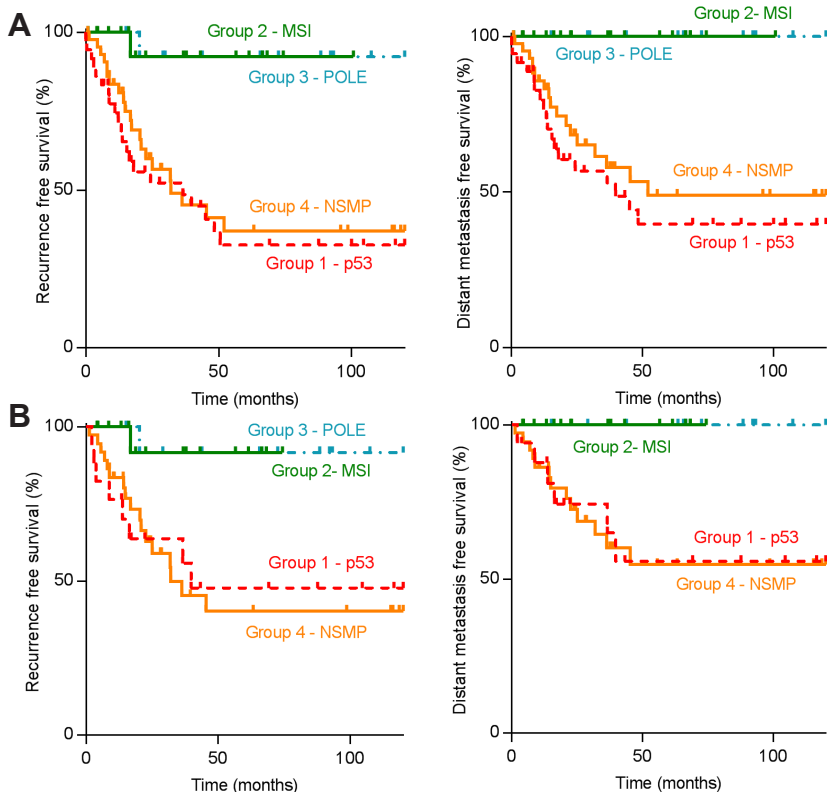 A
Recurrence free survival (%)
100
50
0
0
50
100
Time (months)
Group 2 - MSI
Group 3 - POLE
Group 4 - NSMP
Group 1 - p53
Distant metastasis free survival (%)
100
50
0
0
50
100
Time (months)
Group 2- MSI
Group 3 - POLE
Group 4 - NSMP
Group 1 - p53
B
Recurrence free survival (%)
100
50
0
0
50
100
Time (months)
Group 3 - POLE
Group 2- MSI
Group 1 - p53
Group 4 - NSMP
Distant metastasis free survival (%)
100
50
0
0
50
100
Time (months)
Group 2- MSI
Group 1 - p53
Group 4 - NSMP